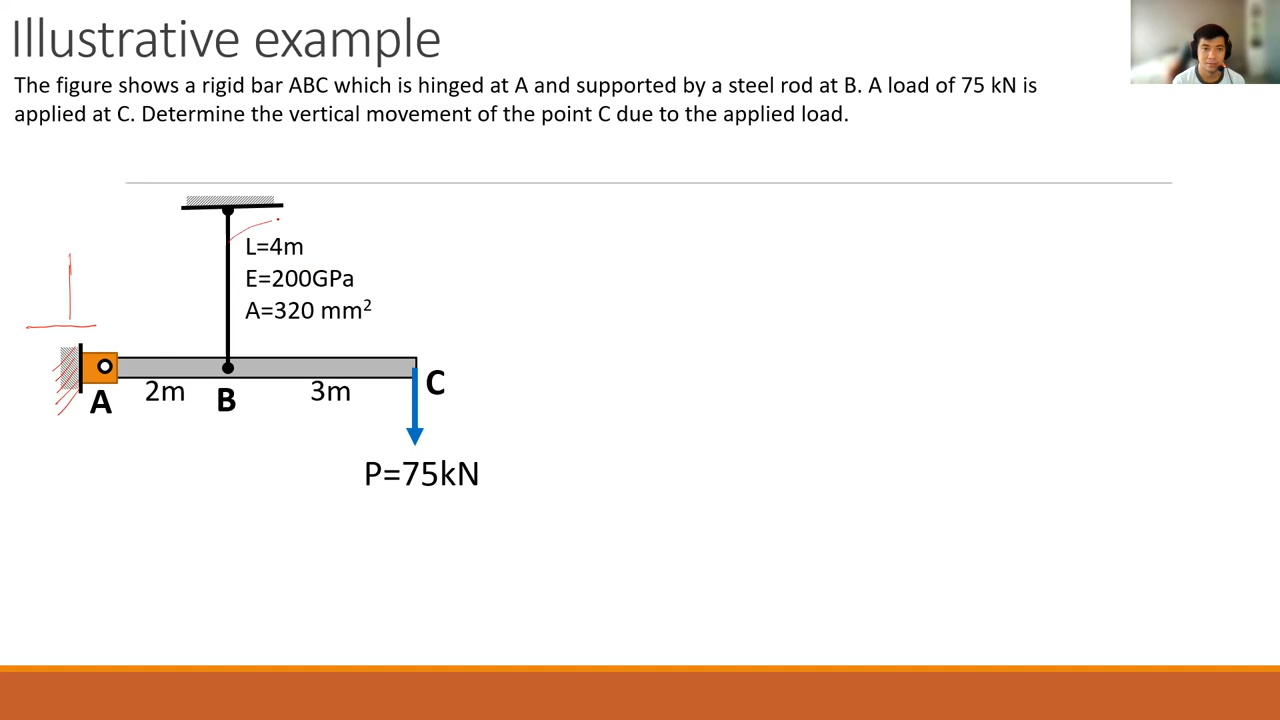 Illustrative example
The figure shows a rigid bar ABC which is hinged at A and supported by a steel rod at B. A load of 75 kN is
applied at C. Determine the vertical movement of the point C due to the applied load.
L=4m
E=200GPa
A=320 mm²
2m
3m
A
B
C
P=75kN